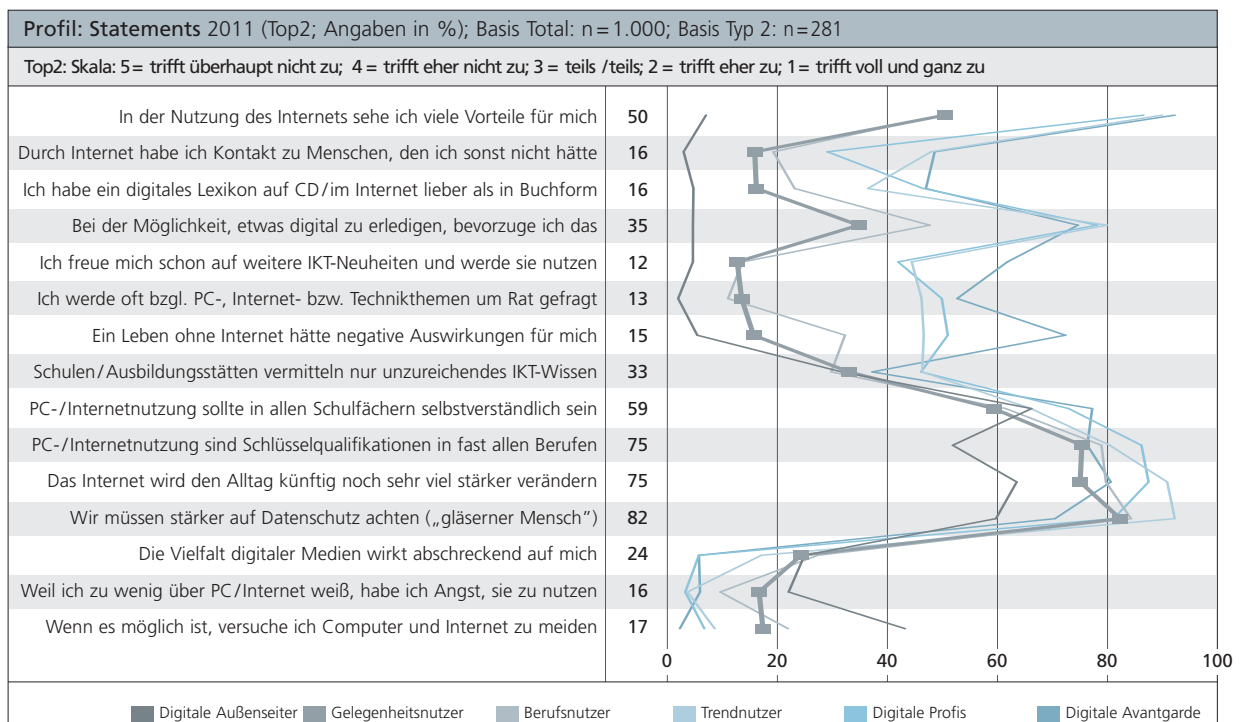 Profil: Statements 2011 (Top2; Angaben in %); Basis Total: n=1.000; Basis Typ 2: n=281
Top2: Skala: 5= trifft überhaupt nicht zu; 4= trifft eher nicht zu; 3= teils/teils; 2= trifft eher zu; 1= trifft voll und ganz zu
In der Nutzung des Internets sehe ich viele Vorteile für mich 50
Durch Internet habe ich Kontakt zu Menschen, den ich sonst nicht hätte 16
Ich habe ein digitales Lexikon auf CD/im Internet lieber als in Buchform 16
Bei der Möglichkeit, etwas digital zu erledigen, bevorzuge ich das 35
Ich freue mich schon auf weitere IKT-Neuheiten und werde sie nutzen 12
Ich werde oft bzgl. PC-, Internet- bzw. Technikthemen um Rat gefragt 13
Ein Leben ohne Internet hätte negative Auswirkungen für mich 15
Schulen/Ausbildungsstätten vermitteln nur unzureichendes IKT-Wissen 33
PC-/Internetnutzung sollte in allen Schulfächern selbstverständlich sein 59
PC-/Internetnutzung sind Schlüsselqualifikationen in fast allen Berufen 75
Das Internet wird den Alltag künftig noch sehr viel stärker verändern 75
Wir müssen stärker auf Datenschutz achten („gläserner Mensch”) 82
Die Vielfalt digitaler Medien wirkt abschreckend auf mich 24
Weil ich zu wenig über PC/Internet weiß, habe ich Angst, sie zu nutzen 16
Wenn es möglich ist, versuche ich Computer und Internet zu meiden 17
0 20 40 60 80 100
Digitale Außenseiter Gelegenheitsnutzer Berufsnutzer Trendnutzer Digitale Profis Digitale Avantgarde